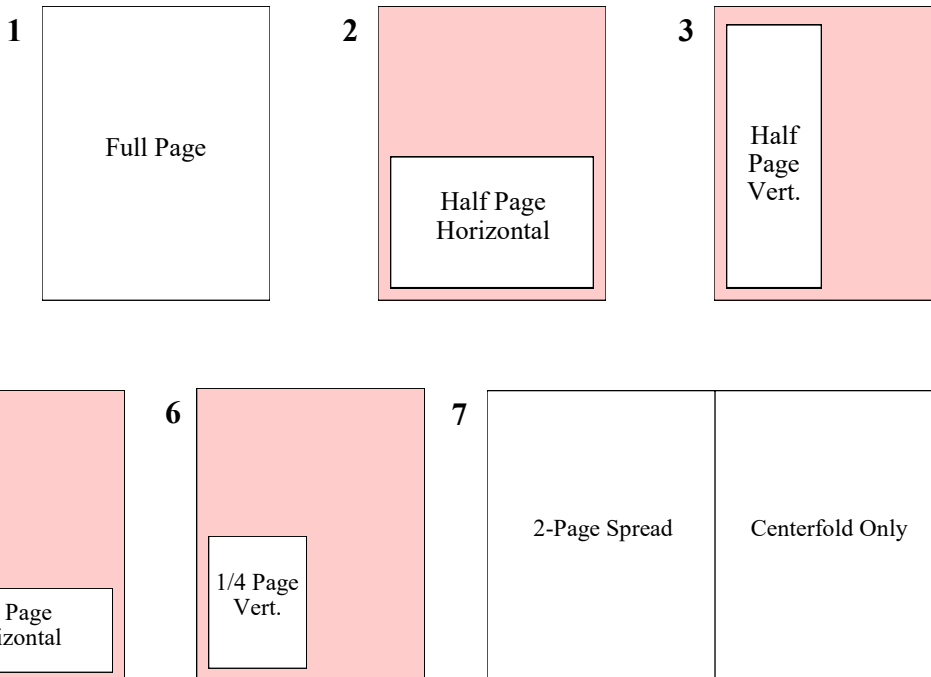 1
Full Page
2
Half Page
Horizontal
3
Half
Page
Vert.
Page
izontal
6
1/4 Page
Vert.
7
2-Page Spread
Centerfold Only